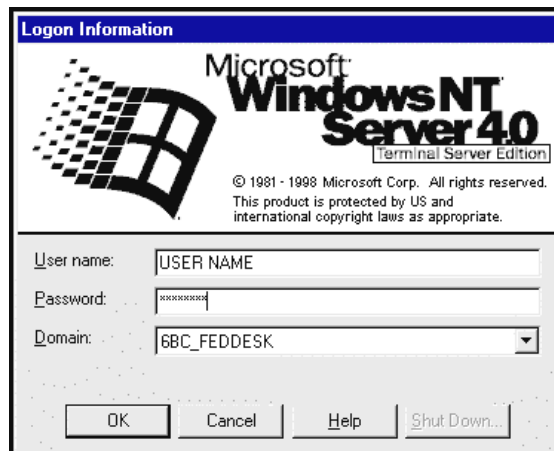 Logon Information
Microsoft®
Windows NT
Server 4.0
Terminal Server Edition
© 1981 - 1998 Microsoft Corp. All rights reserved.
This product is protected by US and
international copyright laws as appropriate.
User name: USER NAME
Password: ********
Domain: 6BC_FEDDESK
OK Cancel Help Shut Down...